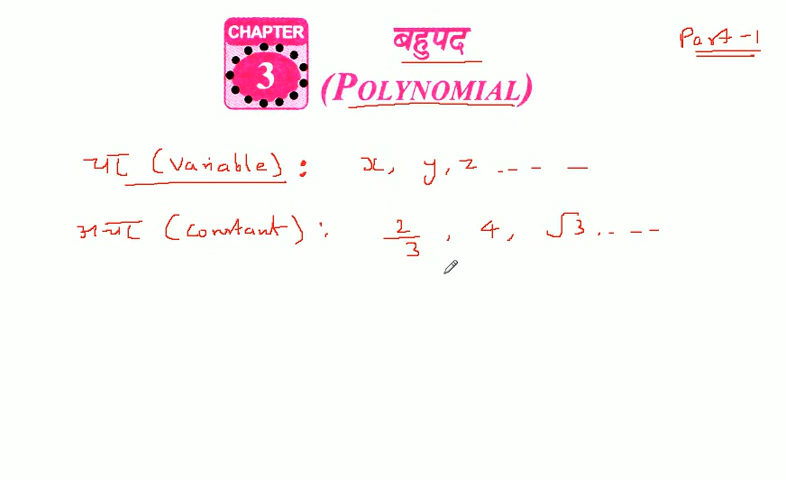 CHAPTER
3
बहुपद
(POLYNOMIAL)
Part-1
चर (variable) : x, y, z ... - -
अचर (constant) : 2/3, 4, √3 . - - -